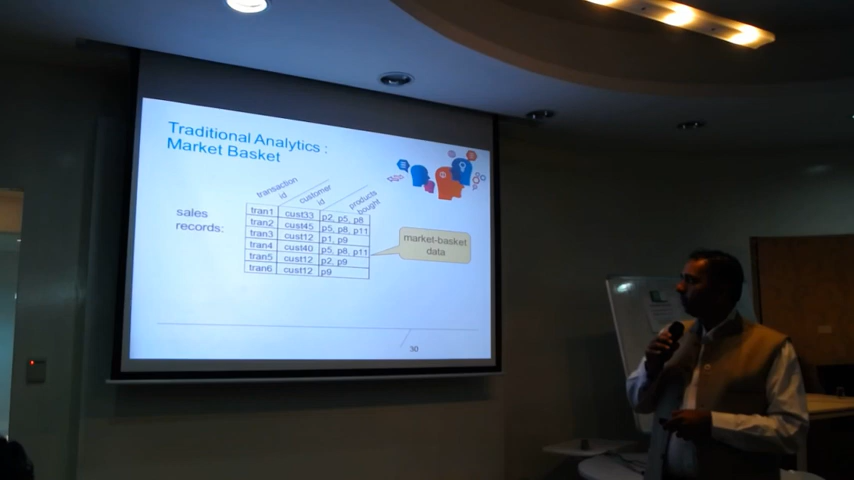 Traditional Analytics :
Market Basket
transaction id
customer id
products bought
sales
records:
tran1 cust33 p2, p5, p8
tran2 cust45 p5, p8, p11
tran3 cust12 p1, p9
tran4 cust40 p5, p8, p11
tran5 cust12 p2, p9
tran6 cust12 p9
market-basket
data
30